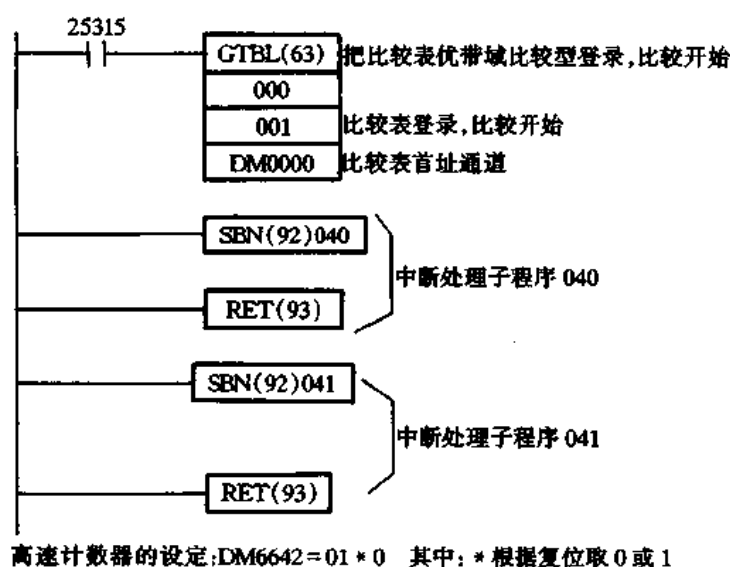 25315
GTBL(63) 把比较表优带域比较型登录,比较开始
000
001 比较表登录,比较开始
DM0000 比较表首址通道
SBN(92)040
中断处理子程序 040
RET(93)
SBN(92)041
中断处理子程序 041
RET(93)
高速计数器的设定:DM6642=01*0 其中: *根据复位取 0 或 1